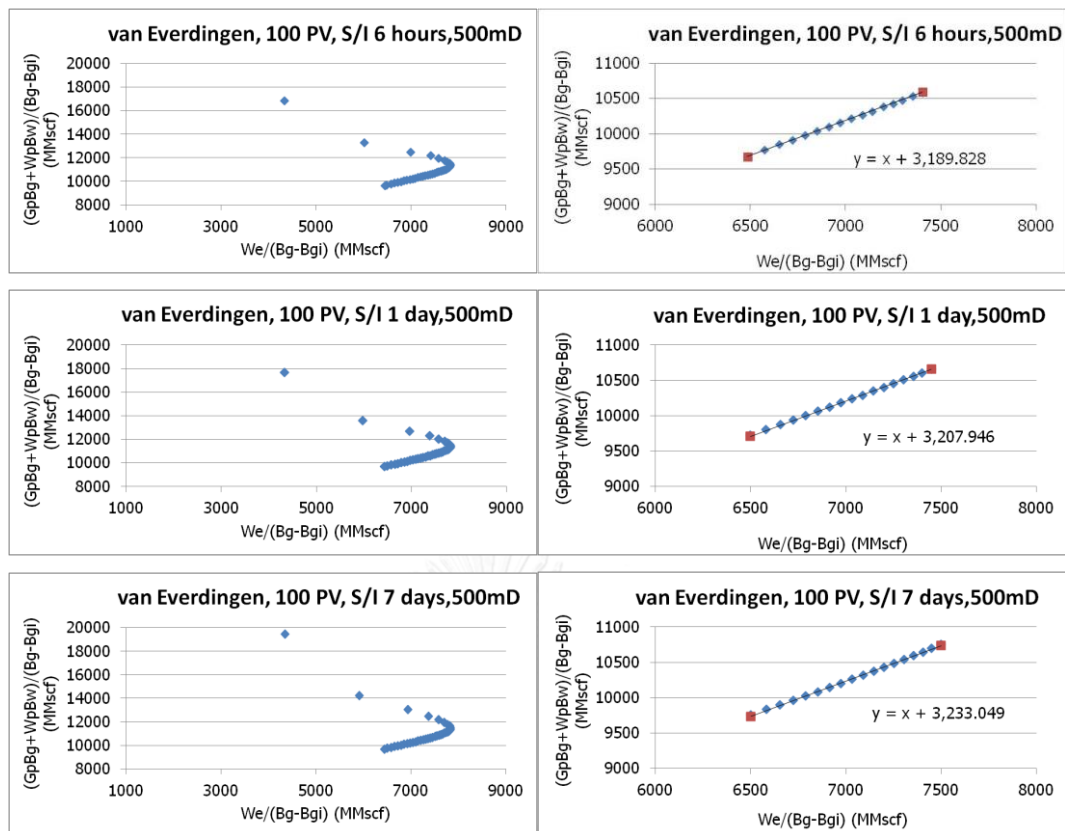 van Everdingen, 100 PV, S/I 6 hours,500mD
(GpBg+WpBw)/(Bg-Bgi)
(MMscf)
20000
18000
16000
14000
12000
10000
8000
1000 3000 5000 7000 9000
We/(Bg-Bgi) (MMscf)
van Everdingen, 100 PV, S/I 6 hours,500mD
(GpBg+WpBw)/(Bg-Bgi)
(MMscf)
11000
10500
10000
9500
9000
y = x + 3,189.828
6000 6500 7000 7500 8000
We/(Bg-Bgi) (MMscf)
van Everdingen, 100 PV, S/I 1 day,500mD
(GpBg+WpBw)/(Bg-Bgi)
(MMscf)
20000
18000
16000
14000
12000
10000
8000
1000 3000 5000 7000 9000
We/(Bg-Bgi) (MMscf)
van Everdingen, 100 PV, S/I 1 day,500mD
(GpBg+WpBw)/(Bg-Bgi)
(MMscf)
11000
10500
10000
9500
9000
y = x + 3,207.946
6000 6500 7000 7500 8000
We/(Bg-Bgi) (MMscf)
van Everdingen, 100 PV, S/I 7 days,500mD
(GpBg+WpBw)/(Bg-Bgi)
(MMscf)
20000
18000
16000
14000
12000
10000
8000
1000 3000 5000 7000 9000
We/(Bg-Bgi) (MMscf)
van Everdingen, 100 PV, S/I 7 days,500mD
(GpBg+WpBw)/(Bg-Bgi)
(MMscf)
11000
10500
10000
9500
9000
y = x + 3,233.049
6000 6500 7000 7500 8000
We/(Bg-Bgi) (MMscf)